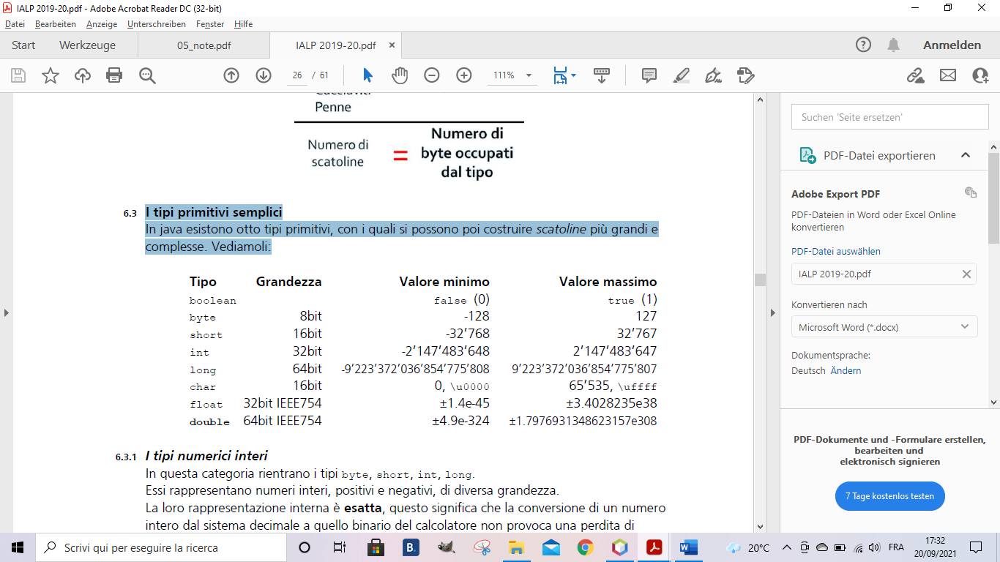 IALP 2019-20.pdf - Adobe Acrobat Reader DC (32-bit)
Datei Bearbeiten Anzeige Unterschreiben Fenster Hilfe
Start Werkzeuge 05_note.pdf IALP 2019-20.pdf × Anmelden
26 / 61 111%
Penne
Numero di scatoline = Numero di byte occupati dal tipo
6.3 I tipi primitivi semplici
In java esistono otto tipi primitivi, con i quali si possono poi costruire scatoline più grandi e
complesse. Vediamoli:
Tipo Grandezza Valore minimo Valore massimo
boolean false (0) true (1)
byte 8bit -128 127
short 16bit -32’768 32’767
int 32bit -2’147’483’648 2’147’483’647
long 64bit -9’223’372’036’854’775’808 9’223’372’036’854’775’807
char 16bit 0, \u0000 65’535, \uffff
float 32bit IEEE754 ±1.4e-45 ±3.4028235e38
double 64bit IEEE754 ±4.9e-324 ±1.7976931348623157e308
6.3.1 I tipi numerici interi
In questa categoria rientrano i tipi byte, short, int, long.
Essi rappresentano numeri interi, positivi e negativi, di diversa grandezza.
La loro rappresentazione interna è esatta, questo significa che la conversione di un numero
intero dal sistema decimale a quello binario del calcolatore non provoca una perdita di
Suchen 'Seite ersetzen'
PDF-Datei exportieren
Adobe Export PDF
PDF-Dateien in Word oder Excel Online
konvertieren
PDF-Datei auswählen
IALP 2019-20.pdf
Konvertieren nach
Microsoft Word (*.docx)
Dokumentsprache:
Deutsch Ändern
PDF-Dokumente und -Formulare erstellen,
bearbeiten und
elektronisch signieren
7 Tage kostenlos testen
Scrivi qui per eseguire la ricerca
B.
W
20°C
FRA
17:32
20/09/2021